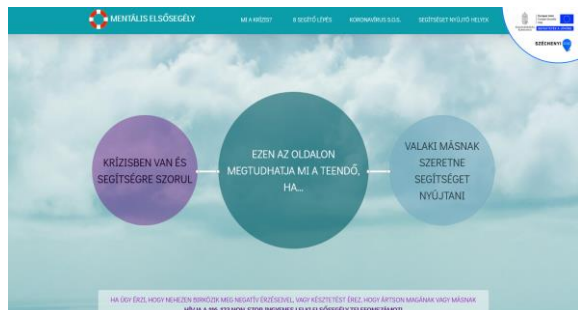 MENTÁLIS ELSŐSEGÉLY
MI A KRÍZIS?
8 SEGÍTŐ LÉPÉS
KORONAVÍRUS S.O.S.
SEGÍTSÉGET NYÚJTÓ HELYEK
SZÉCHENYI
KRÍZISBEN VAN ÉS
SEGÍTSÉGRE SZORUL
EZEN AZ OLDALON
MEGTUDHATJA MI A TEENDŐ,
HA...
VALAKI MÁSNAK
SZERETNE
SEGÍTSÉGET
NYÚJTANI
HA ÚGY ÉRZI, HOGY NEHEZEN BIRKÓZIK MEG NEGATÍV ÉRZÉSEIVEL, VAGY KÉSZTETÉST ÉREZ, HOGY ÁRTSON MAGÁNAK VAGY MÁSNAK